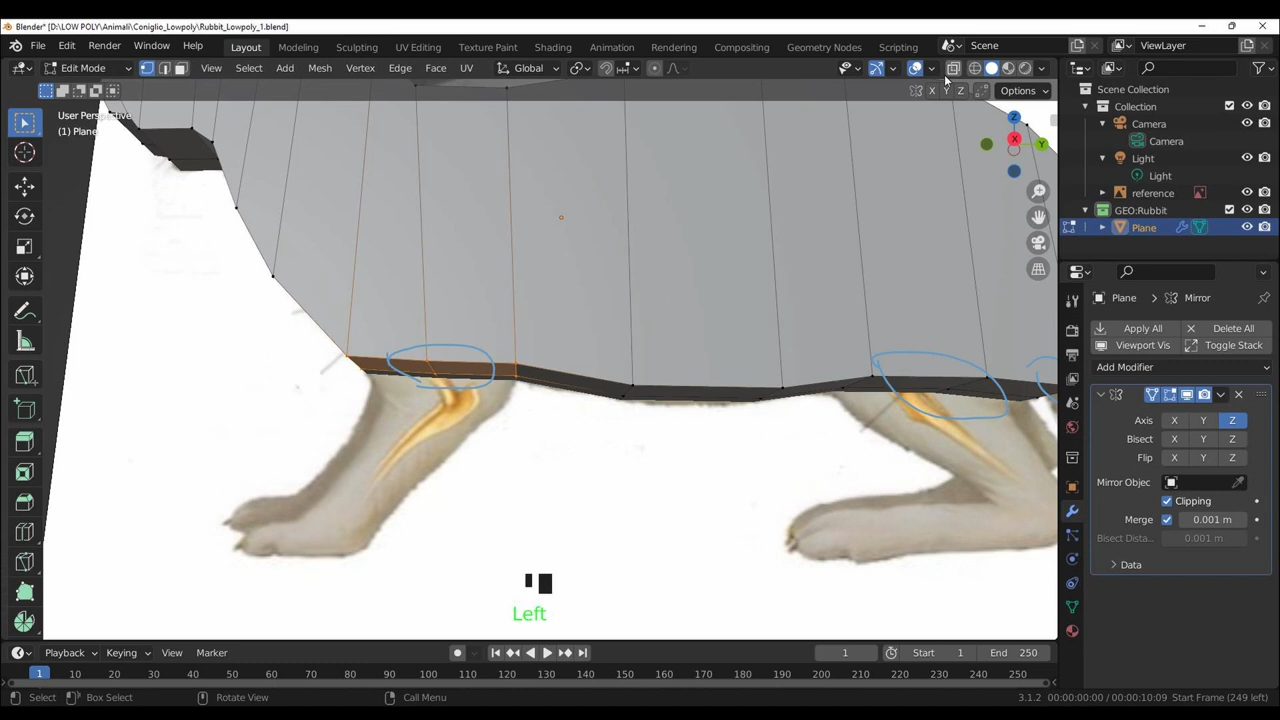 Blender* [D:\LOW POLY\Animali\Coniglio_Lowpoly\Rubbit_Lowpoly_1.blend]
File Edit Render Window Help Layout Modeling Sculpting UV Editing Texture Paint Shading Animation Rendering Compositing Geometry Nodes Scripting Scene ViewLayer
Edit Mode View Select Add Mesh Vertex Edge Face UV Global
X Y Z Options
User Perspective
(1) Plane
Z
X
Y
Scene Collection
Collection
Camera
Camera
Light
Light
reference
GEO:Rubbit
Plane
Plane > Mirror
Apply All Delete All
Viewport Vis Toggle Stack
Add Modifier
Axis X Y Z
Bisect X Y Z
Flip X Y Z
Mirror Objec
Clipping
Merge 0.001 m
Bisect Dista... 0.001 m
Data
Left
Playback Keying View Marker 1 Start 1 End 250
1 10 20 30 40 50 60 70 80 90 100 110 120 130 140 150 160 170 180 190 200 210 220 230 240 250
Select Box Select Rotate View Call Menu 3.1.2 00:00:00:00 / 00:00:10:09 Start Frame (249 left)